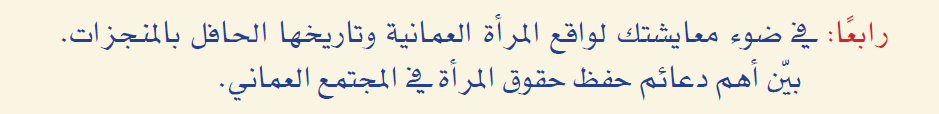 رابعًا: في ضوء معايشتك لواقع المرأة العمانية وتاريخها الحافل بالمنجزات.
بيّن أهم دعائم حفظ حقوق المرأة في المجتمع العماني.